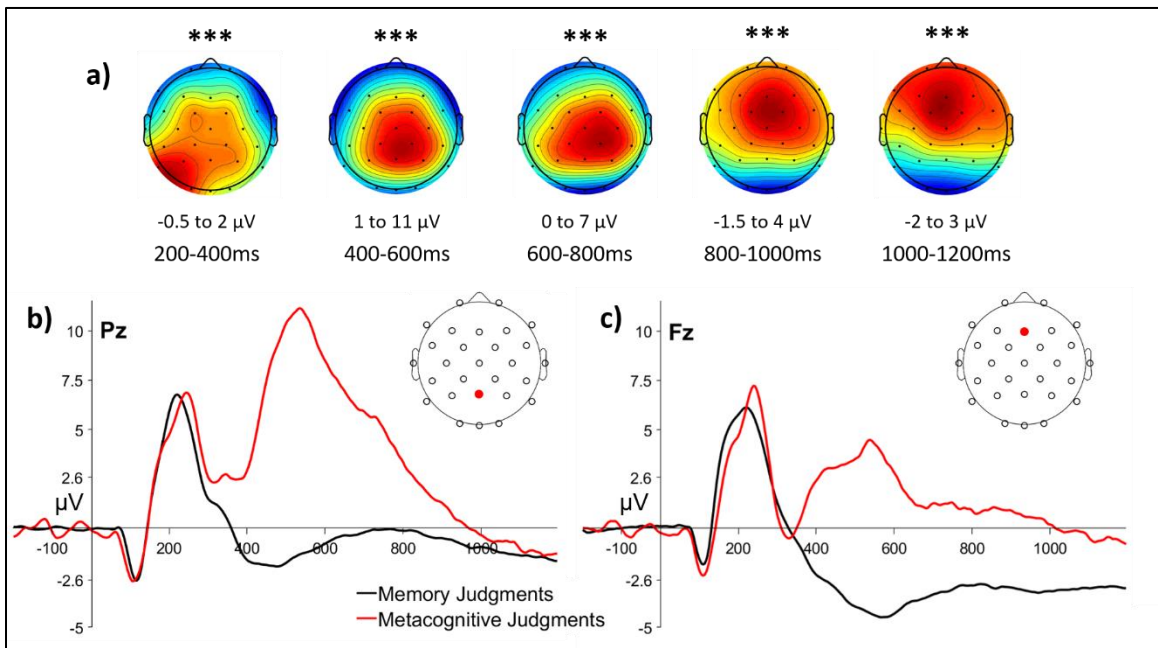 *** *** *** *** ***
a)
-0.5 to 2 µV 1 to 11 µV 0 to 7 µV -1.5 to 4 µV -2 to 3 µV
200-400ms 400-600ms 600-800ms 800-1000ms 1000-1200ms
b) Pz
10
7.5
5
2.6
µV
-100 200 400 600 800 1000
-2.6
-5
Memory Judgments
Metacognitive Judgments
c) Fz
10
7.5
5
2.6
µV
-100 200 400 600 800 1000
-2.6
-5